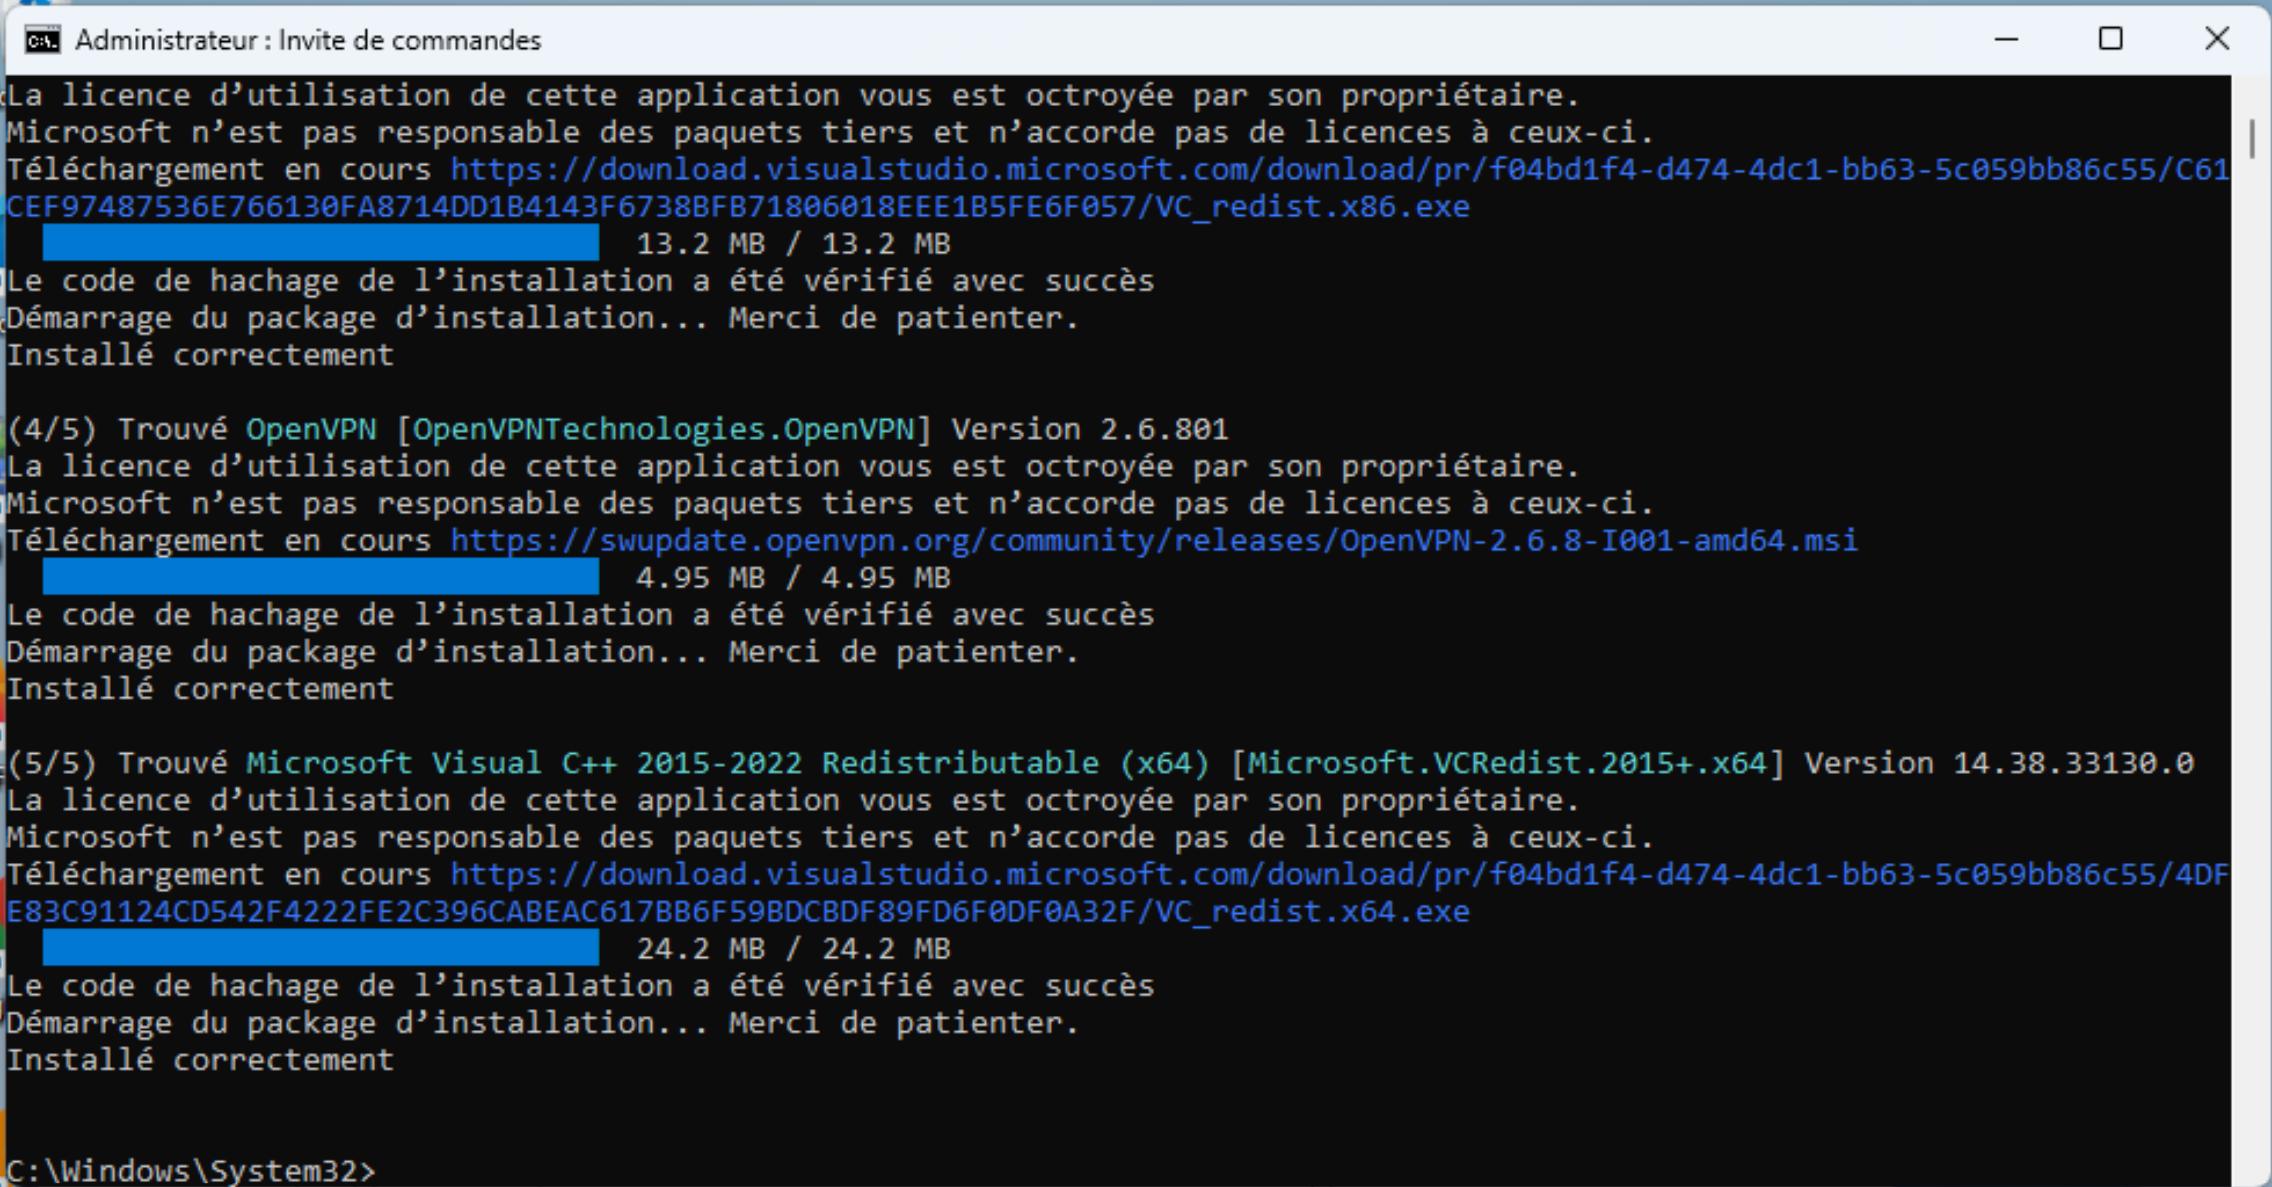 Administrateur : Invite de commandes
La licence d’utilisation de cette application vous est octroyée par son propriétaire.
Microsoft n’est pas responsable des paquets tiers et n’accorde pas de licences à ceux-ci.
Téléchargement en cours https://download.visualstudio.microsoft.com/download/pr/f04bd1f4-d474-4dc1-bb63-5c059bb86c55/C61
CEF97487536E766130FA8714DD1B4143F6738BFB71806018EEE1B5FE6F057/VC_redist.x86.exe
13.2 MB / 13.2 MB
Le code de hachage de l’installation a été vérifié avec succès
Démarrage du package d’installation... Merci de patienter.
Installé correctement
(4/5) Trouvé OpenVPN [OpenVPNTechnologies.OpenVPN] Version 2.6.801
La licence d’utilisation de cette application vous est octroyée par son propriétaire.
Microsoft n’est pas responsable des paquets tiers et n’accorde pas de licences à ceux-ci.
Téléchargement en cours https://swupdate.openvpn.org/community/releases/OpenVPN-2.6.8-I001-amd64.msi
4.95 MB / 4.95 MB
Le code de hachage de l’installation a été vérifié avec succès
Démarrage du package d’installation... Merci de patienter.
Installé correctement
(5/5) Trouvé Microsoft Visual C++ 2015-2022 Redistributable (x64) [Microsoft.VCRedist.2015+.x64] Version 14.38.33130.0
La licence d’utilisation de cette application vous est octroyée par son propriétaire.
Microsoft n’est pas responsable des paquets tiers et n’accorde pas de licences à ceux-ci.
Téléchargement en cours https://download.visualstudio.microsoft.com/download/pr/f04bd1f4-d474-4dc1-bb63-5c059bb86c55/4DF
E83C91124CD542F4222FE2C396CABEAC617BB6F59BDCBDF89FD6F0DF0A32F/VC_redist.x64.exe
24.2 MB / 24.2 MB
Le code de hachage de l’installation a été vérifié avec succès
Démarrage du package d’installation... Merci de patienter.
Installé correctement
C:\Windows\System32>